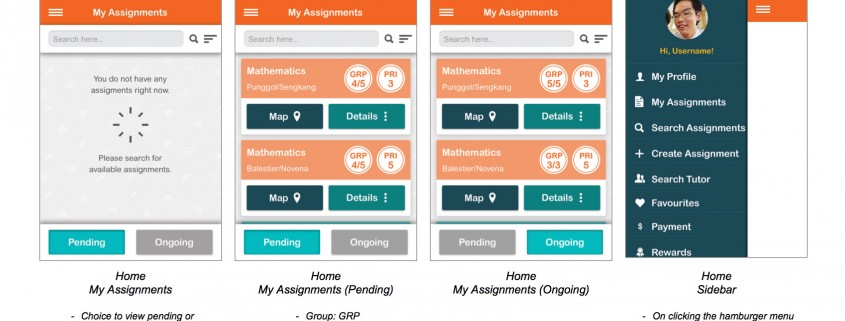 My Assignments
Search here..
You do not have any
assigments right now.
Please search for
available assignments.
Pending
Ongoing
Home
My Assignments
- Choice to view pending or
My Assignments
Search here..
Mathematics
Punggol/Sengkang
GRP
4/5
PRI
3
Map
Details
Mathematics
Balestier/Novena
GRP
4/5
PRI
5
Map
Details
Pending
Ongoing
Home
My Assignments (Pending)
- Group: GRP
My Assignments
Search here..
Mathematics
Punggol/Sengkang
GRP
5/5
PRI
3
Map
Details
Mathematics
Balestier/Novena
GRP
3/3
PRI
5
Map
Details
Pending
Ongoing
Home
My Assignments (Ongoing)
Hi, Username!
My Profile
My Assignments
Search Assignments
Create Assignment
Search Tutor
Favourites
$ Payment
Rewards
Home
Sidebar
- On clicking the hamburger menu